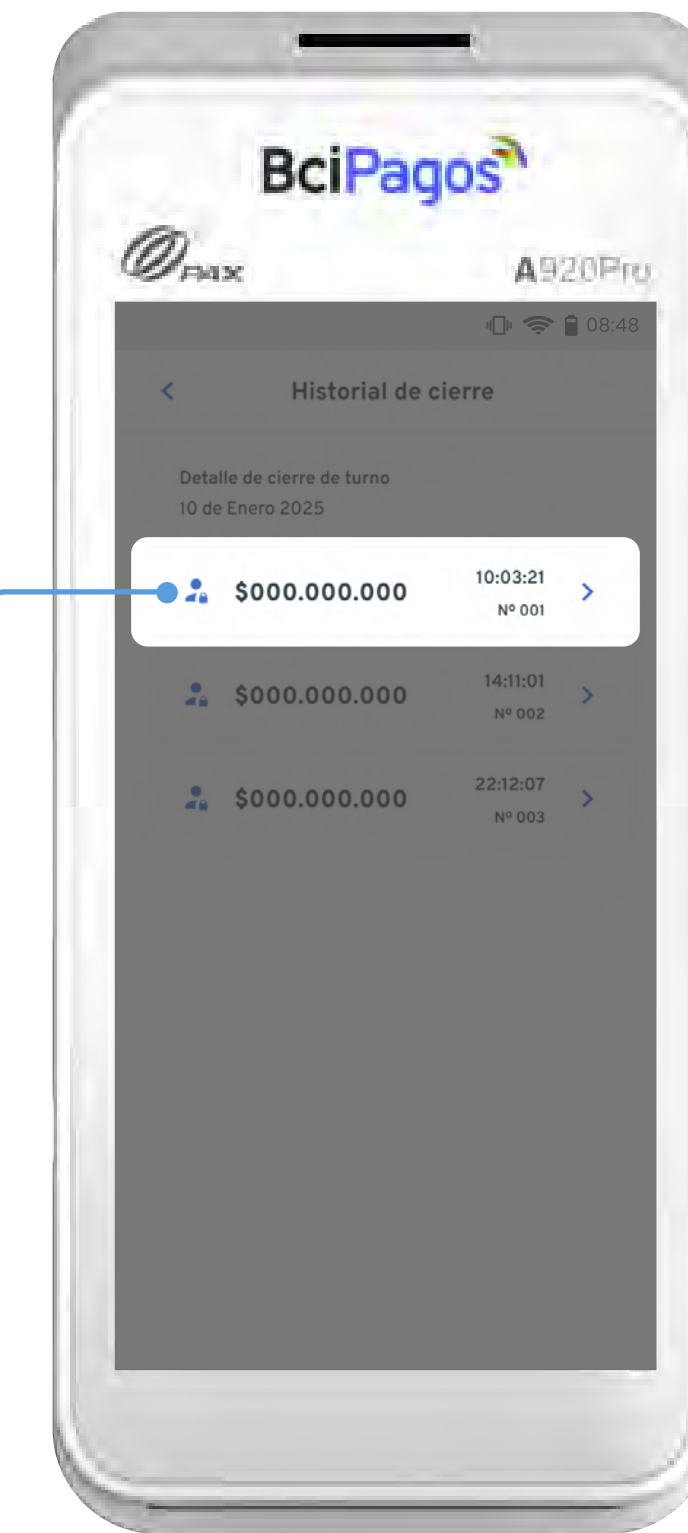 BciPagos
PAX
A920Pro
08:48
Historial de cierre
Detalle de cierre de turno
10 de Enero 2025
$000.000.000
10:03:21
Nº 001
$000.000.000
14:11:01
Nº 002
$000.000.000
22:12:07
Nº 003